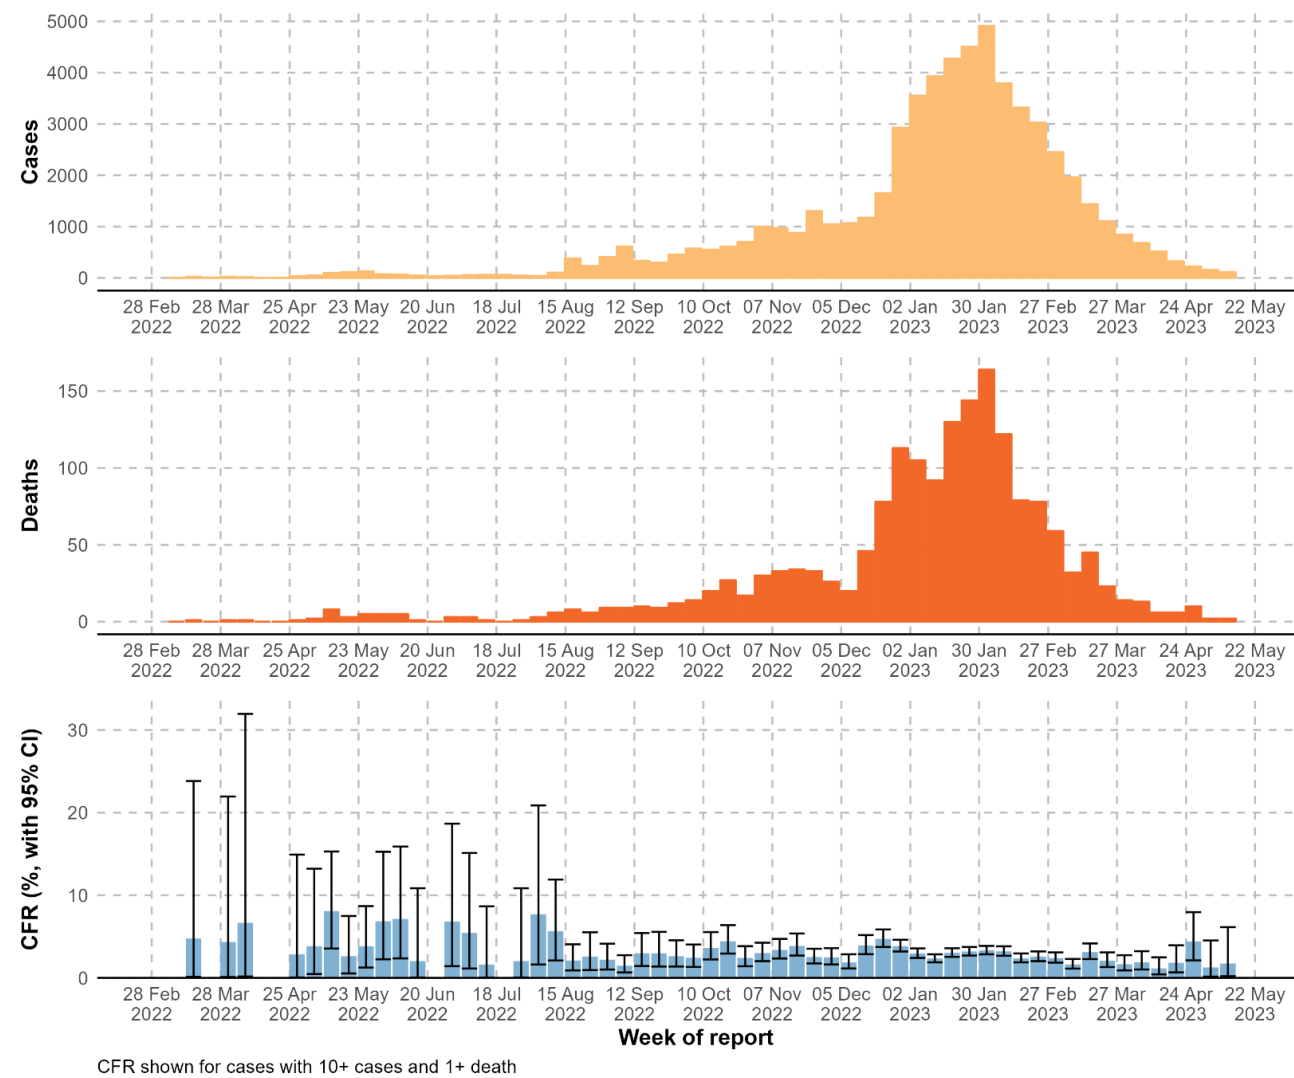 5000
4000
3000
2000
1000
0
Cases
28 Feb 28 Mar 25 Apr 23 May 20 Jun 18 Jul 15 Aug 12 Sep 10 Oct 07 Nov 05 Dec 02 Jan 30 Jan 27 Feb 27 Mar 24 Apr 22 May
2022 2022 2022 2022 2022 2022 2022 2022 2022 2022 2022 2023 2023 2023 2023 2023 2023
150
100
50
0
Deaths
28 Feb 28 Mar 25 Apr 23 May 20 Jun 18 Jul 15 Aug 12 Sep 10 Oct 07 Nov 05 Dec 02 Jan 30 Jan 27 Feb 27 Mar 24 Apr 22 May
2022 2022 2022 2022 2022 2022 2022 2022 2022 2022 2022 2023 2023 2023 2023 2023 2023
30
20
10
0
CFR (%, with 95% CI)
28 Feb 28 Mar 25 Apr 23 May 20 Jun 18 Jul 15 Aug 12 Sep 10 Oct 07 Nov 05 Dec 02 Jan 30 Jan 27 Feb 27 Mar 24 Apr 22 May
2022 2022 2022 2022 2022 2022 2022 2022 2022 2022 2022 2023 2023 2023 2023 2023 2023
Week of report
CFR shown for cases with 10+ cases and 1+ death